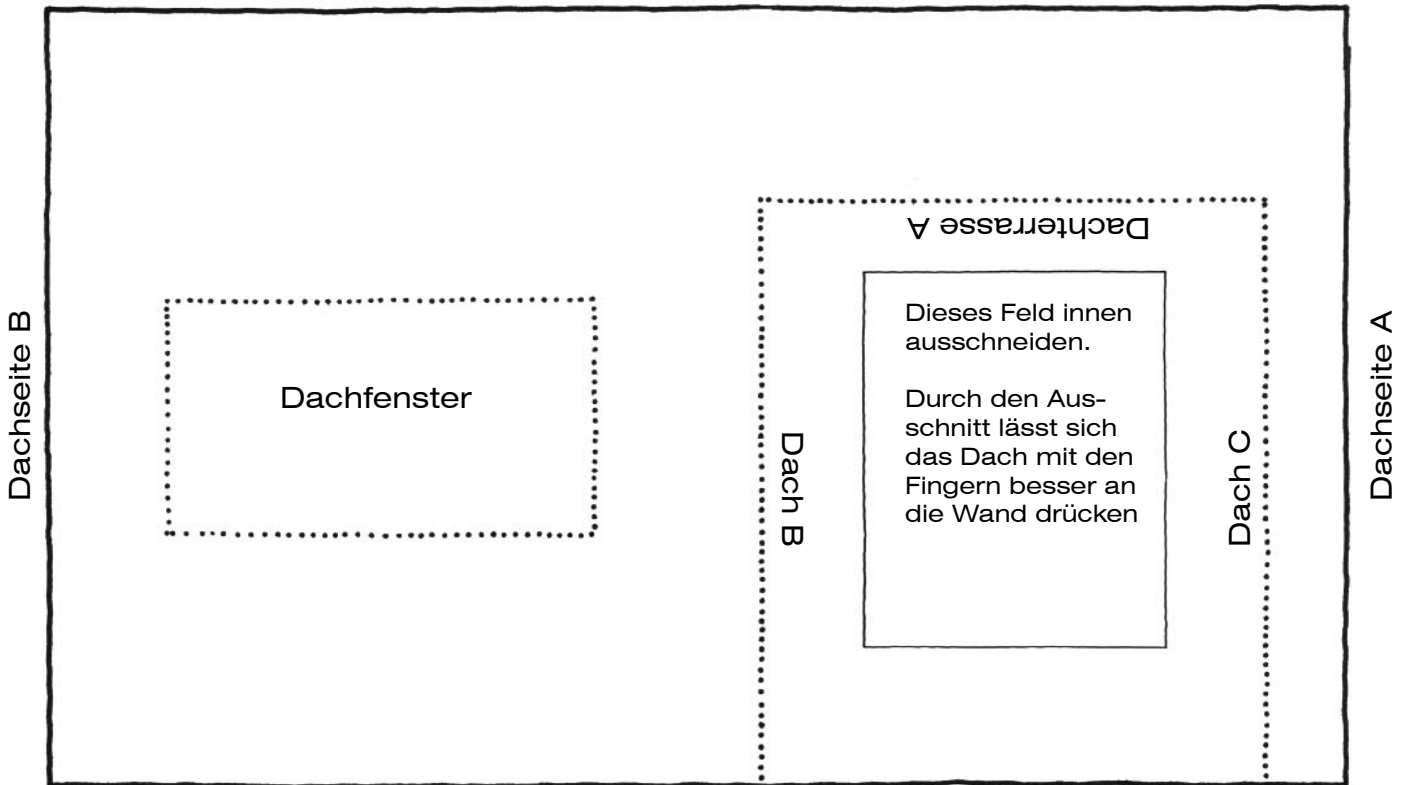 Dachseite B
Dachfenster
Dachterrasse A
Dach B
Dieses Feld innen
ausschneiden.
Durch den Aus-
schnitt lässt sich
das Dach mit den
Fingern besser an
die Wand drücken
Dach C
Dachseite A